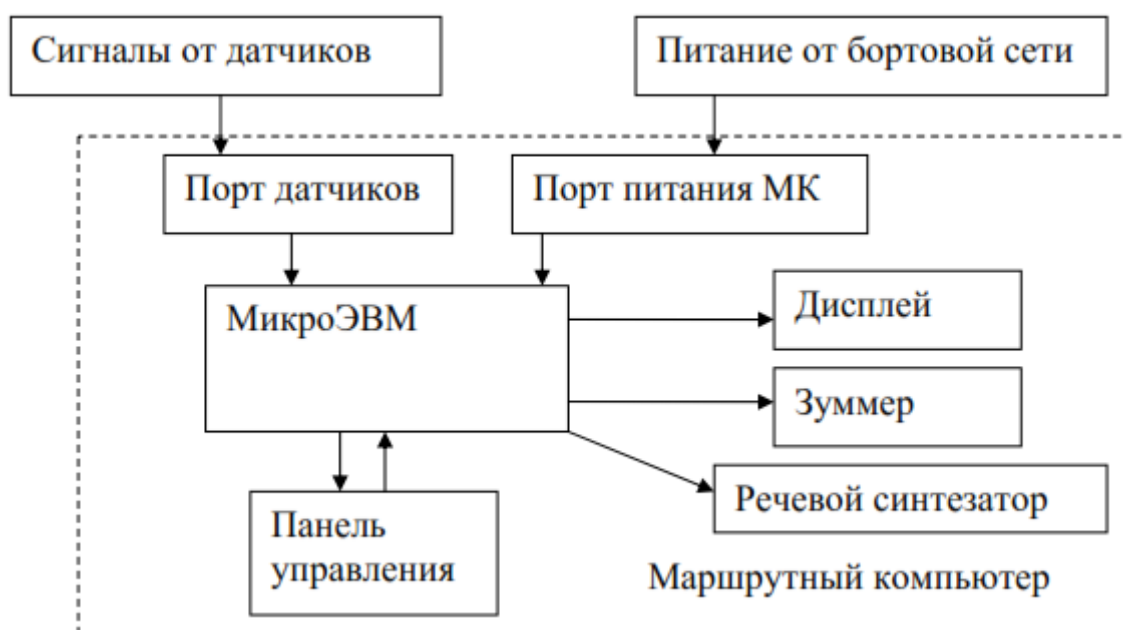 Сигналы от датчиков
Питание от бортовой сети
Порт датчиков
Порт питания МК
МикроЭВМ
Дисплей
Зуммер
Речевой синтезатор
Панель
управления
Маршрутный компьютер